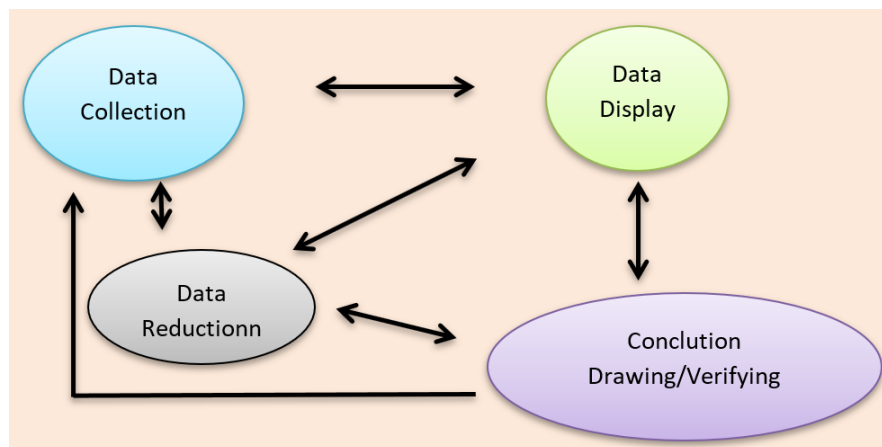 Data
Collection
Data
Display
Data
Reductionn
Conclution
Drawing/Verifying